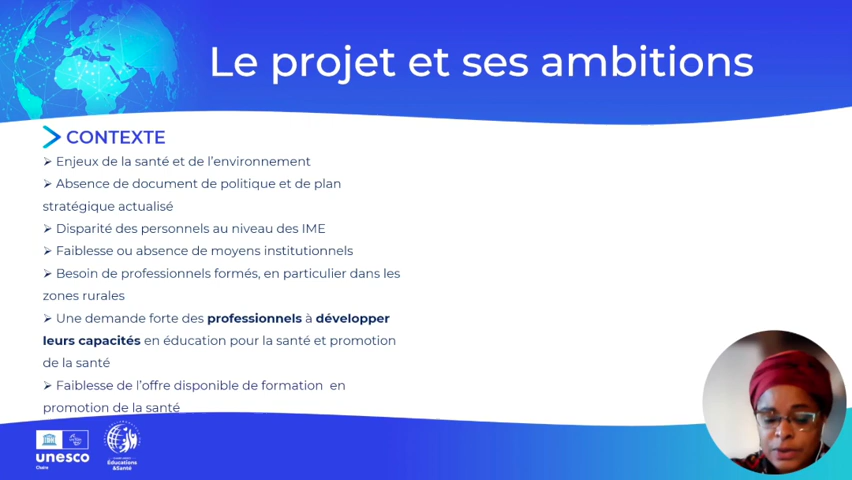 Le projet et ses ambitions
CONTEXTE
Enjeux de la santé et de l'environnement
Absence de document de politique et de plan
stratégique actualisé
Disparité des personnels au niveau des IME
Faiblesse ou absence de moyens institutionnels
Besoin de professionnels formés, en particulier dans les
zones rurales
Une demande forte des professionnels à développer
leurs capacités en éducation pour la santé et promotion
de la santé
Faiblesse de l'offre disponible de formation en
promotion de la santé
unesco
Chaire
Éducations
&Santé